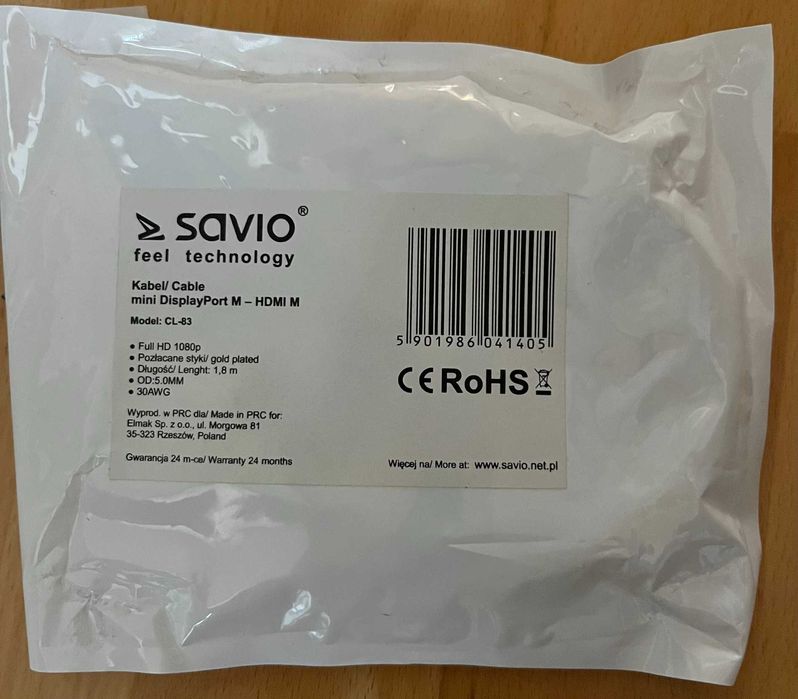 savio®
feel technology
Kabel/ Cable
mini DisplayPort M – HDMI M
Model: CL-83
• Full HD 1080p
• Pozłacane styki/ gold plated
• Długość/ Lenght: 1,8 m
• OD:5.0MM
• 30AWG
Wyprod. w PRC dla/ Made in PRC for:
Elmak Sp. z o.o., ul. Morgowa 81
35-323 Rzeszów, Poland
Gwarancja 24 m-ce/ Warranty 24 months
5 901986 041405
CE RoHS
Więcej na/ More at: www.savio.net.pl